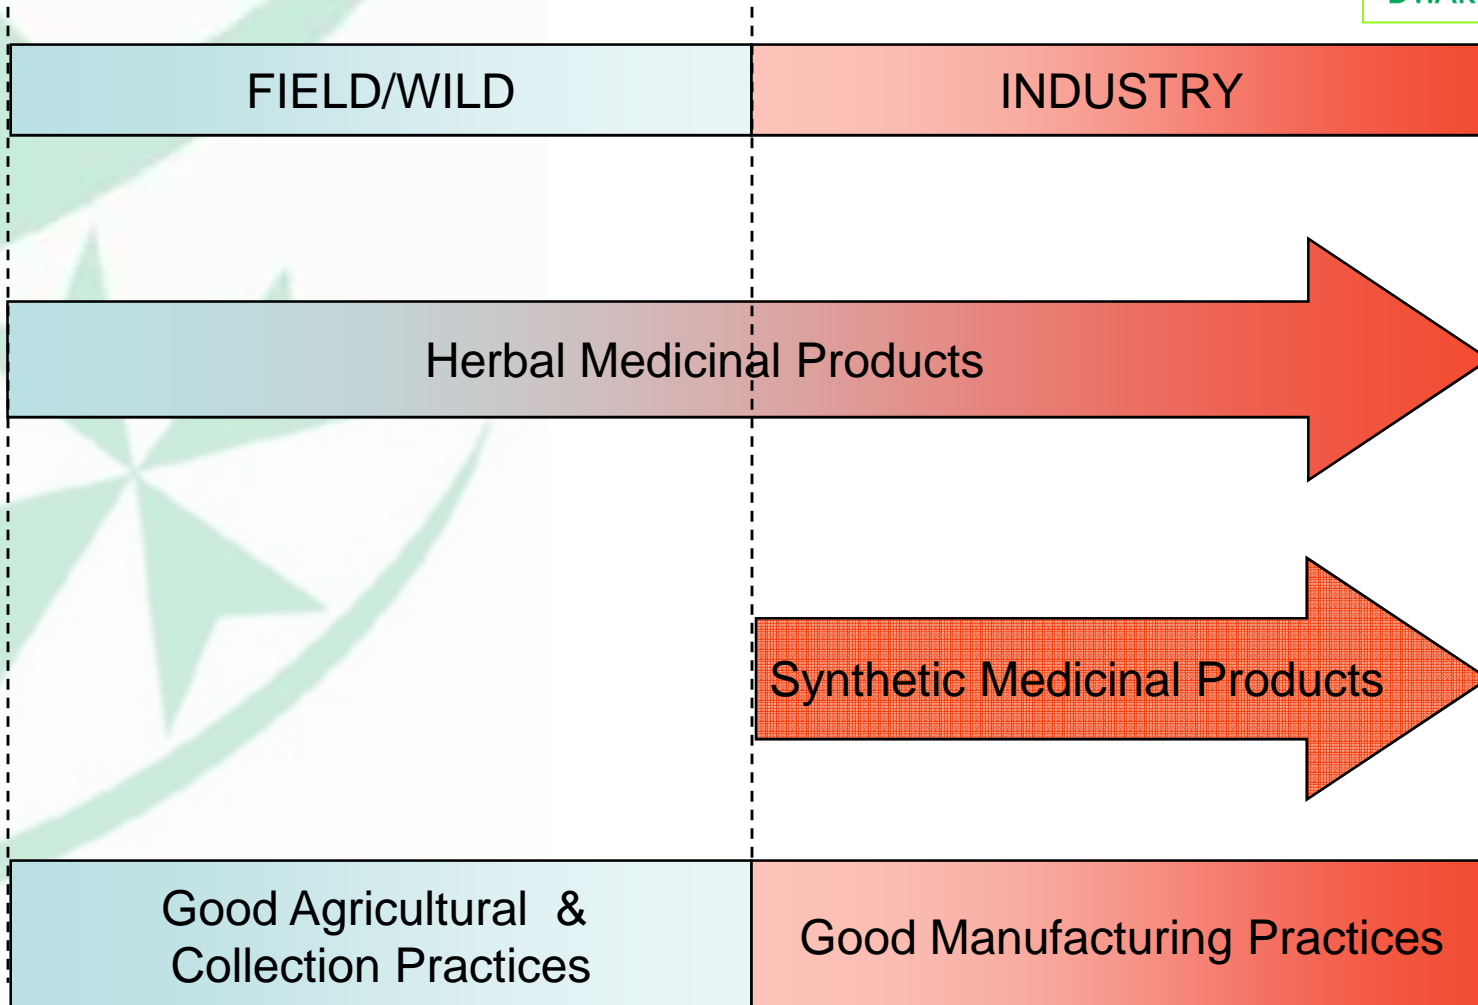 FIELD/WILD
INDUSTRY
Herbal Medicinal Products
Synthetic Medicinal Products
Good Agricultural &
Collection Practices
Good Manufacturing Practices